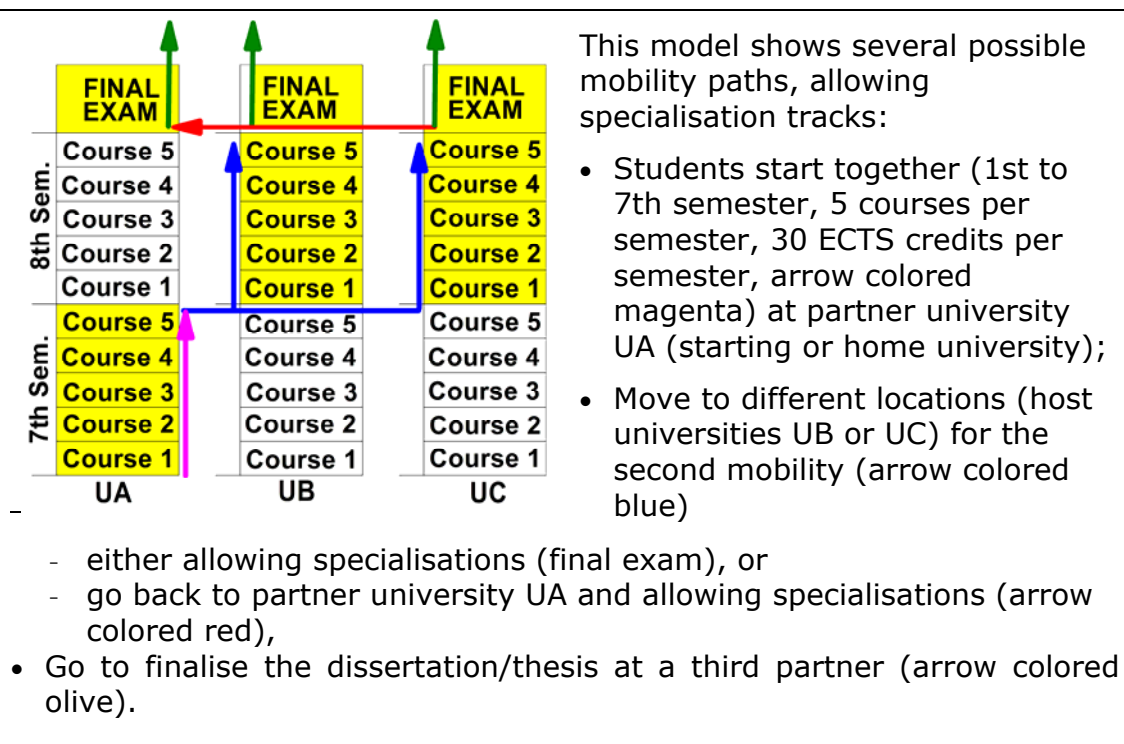 FINAL EXAM
FINAL EXAM
FINAL EXAM
8th Sem.
Course 5 Course 5 Course 5
Course 4 Course 4 Course 4
Course 3 Course 3 Course 3
Course 2 Course 2 Course 2
Course 1 Course 1 Course 1
7th Sem.
Course 5 Course 5 Course 5
Course 4 Course 4 Course 4
Course 3 Course 3 Course 3
Course 2 Course 2 Course 2
Course 1 Course 1 Course 1
UA UB UC
This model shows several possible
mobility paths, allowing
specialisation tracks:
• Students start together (1st to
7th semester, 5 courses per
semester, 30 ECTS credits per
semester, arrow colored
magenta) at partner university
UA (starting or home university);
• Move to different locations (host
universities UB or UC) for the
second mobility (arrow colored
blue)
- either allowing specialisations (final exam), or
- go back to partner university UA and allowing specialisations (arrow
colored red),
• Go to finalise the dissertation/thesis at a third partner (arrow colored
olive).